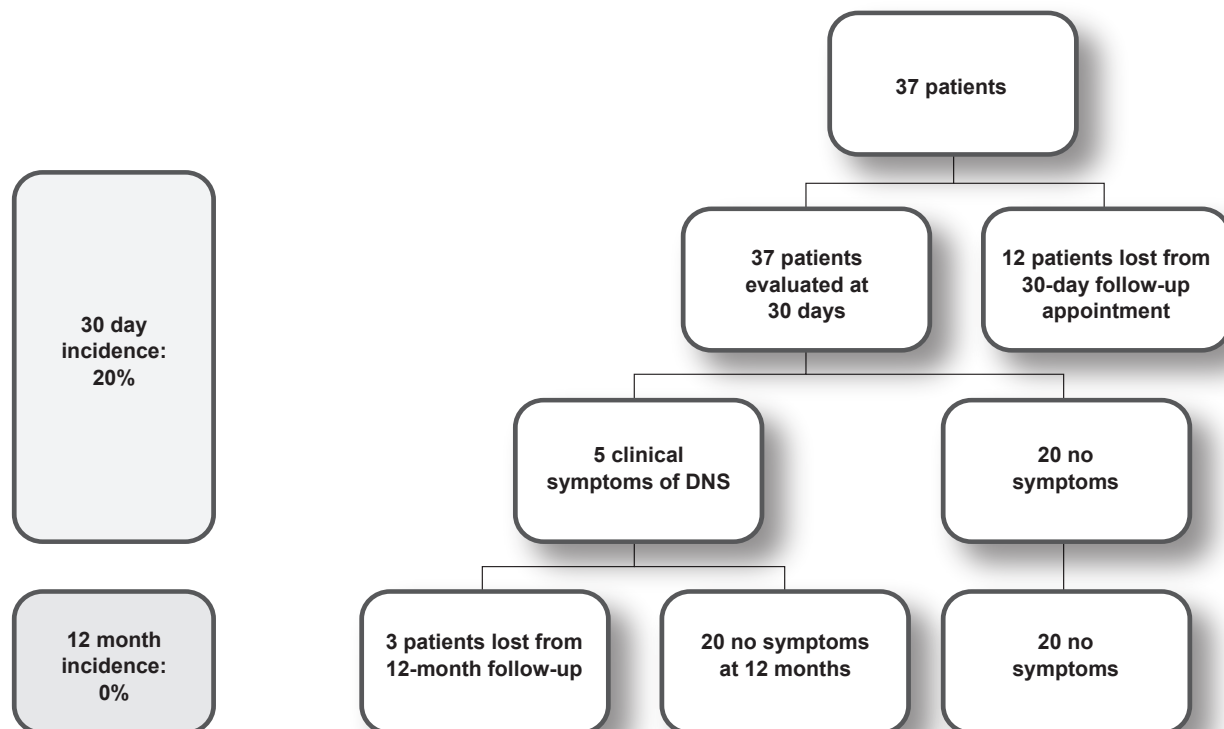 37 patients
37 patients
evaluated at
30 days
12 patients lost from
30-day follow-up
appointment
30 day
incidence:
20%
5 clinical
symptoms of DNS
20 no
symptoms
12 month
incidence:
0%
3 patients lost from
12-month follow-up
20 no symptoms
at 12 months
20 no
symptoms